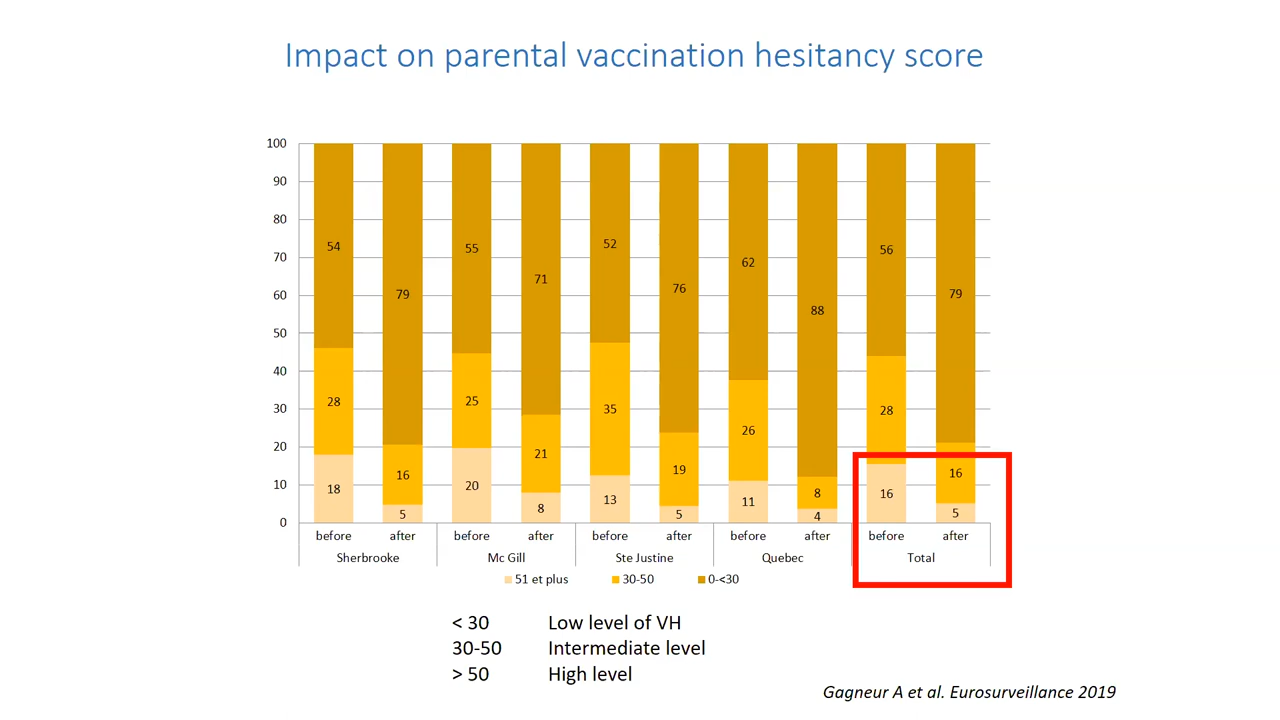 Impact on parental vaccination hesitancy score
100
90
80
70
60
50
40
30
20
10
0
54 79 55 71 52 76 62 88 56 79
28 16 25 21 35 19 26 8 28 16
18 5 20 8 13 5 11 4 16 5
before after before after before after before after before after
Sherbrooke Mc Gill Ste Justine Quebec Total
51 et plus 30-50 0-<30
< 30 Low level of VH
30-50 Intermediate level
> 50 High level
Gagneur A et al. Eurosurveillance 2019